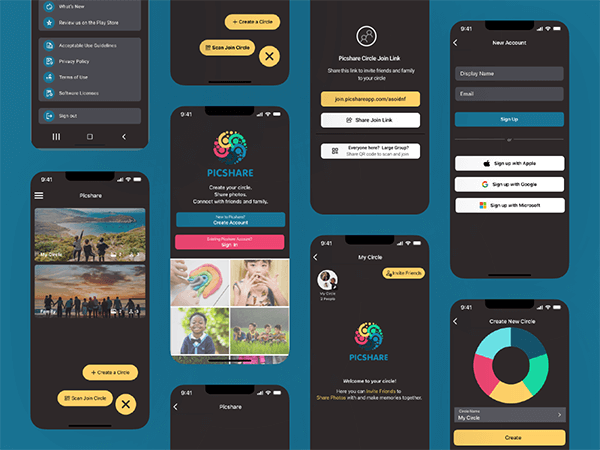 What's New
Review us on the Play Store
Acceptable Use Guidelines
Privacy Policy
Terms of Use
Software Licenses
Sign out
9:41
Picshare
My Circle
Family
+ Create a Circle
Scan Join Circle
+ Create a Circle
Scan Join Circle
9:41
PICSHARE
Create your circle.
Share photos.
Connect with friends and family.
New to Picshare?
Create Account
Existing Picshare Account?
Sign In
9:41
Picshare
Picshare Circle Join Link
Share this link to invite friends and family
to your circle
join.picshareapp.com/asoidnf
Share Join Link
Everyone here? Large Group?
Share QR code to scan and join
9:41
My Circle
Invite Friends
My Circle
2 People
PICSHARE
Welcome to your circle!
Here you can Invite Friends to
Share Photos with and make memories together.
9:41
New Account
Display Name
Email
Sign Up
or
Sign up with Apple
Sign up with Google
Sign up with Microsoft
9:41
Create New Circle
Circle Name
My Circle
Create